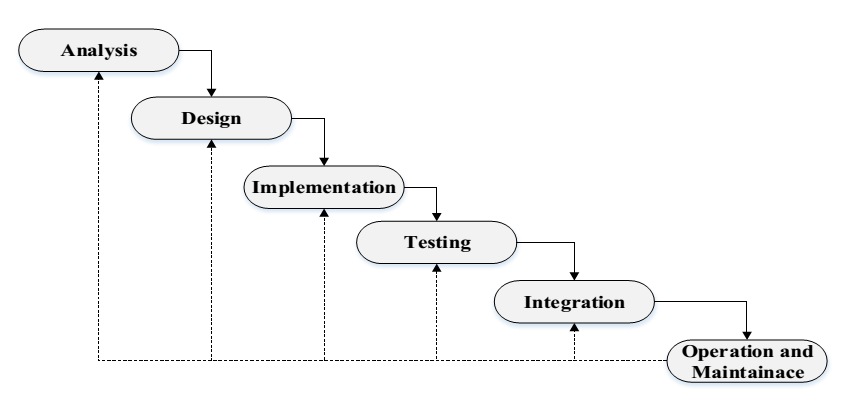 Analysis
Design
Implementation
Testing
Integration
Operation and
Maintainace